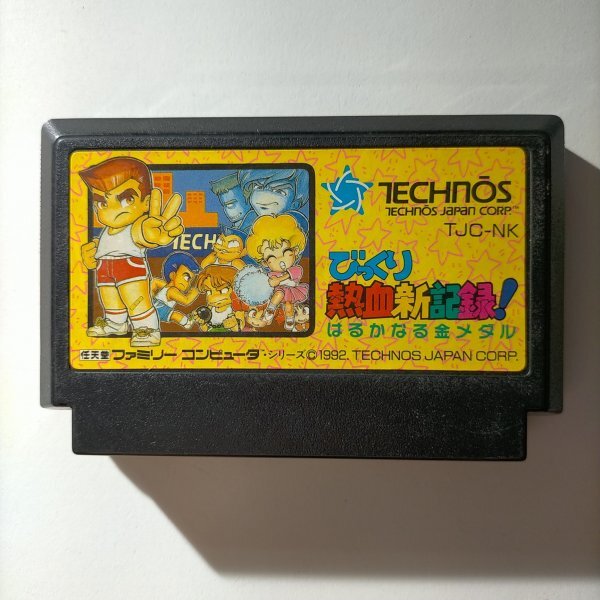 TECHNŌS
TECHNŌS JAPAN CORP.™
TJC-NK
TECH
びっくり
熱血新記録!
はるかなる金メダル
任天堂 ファミリー コンピュータ・シリーズ ©1992, TECHNOS JAPAN CORP.